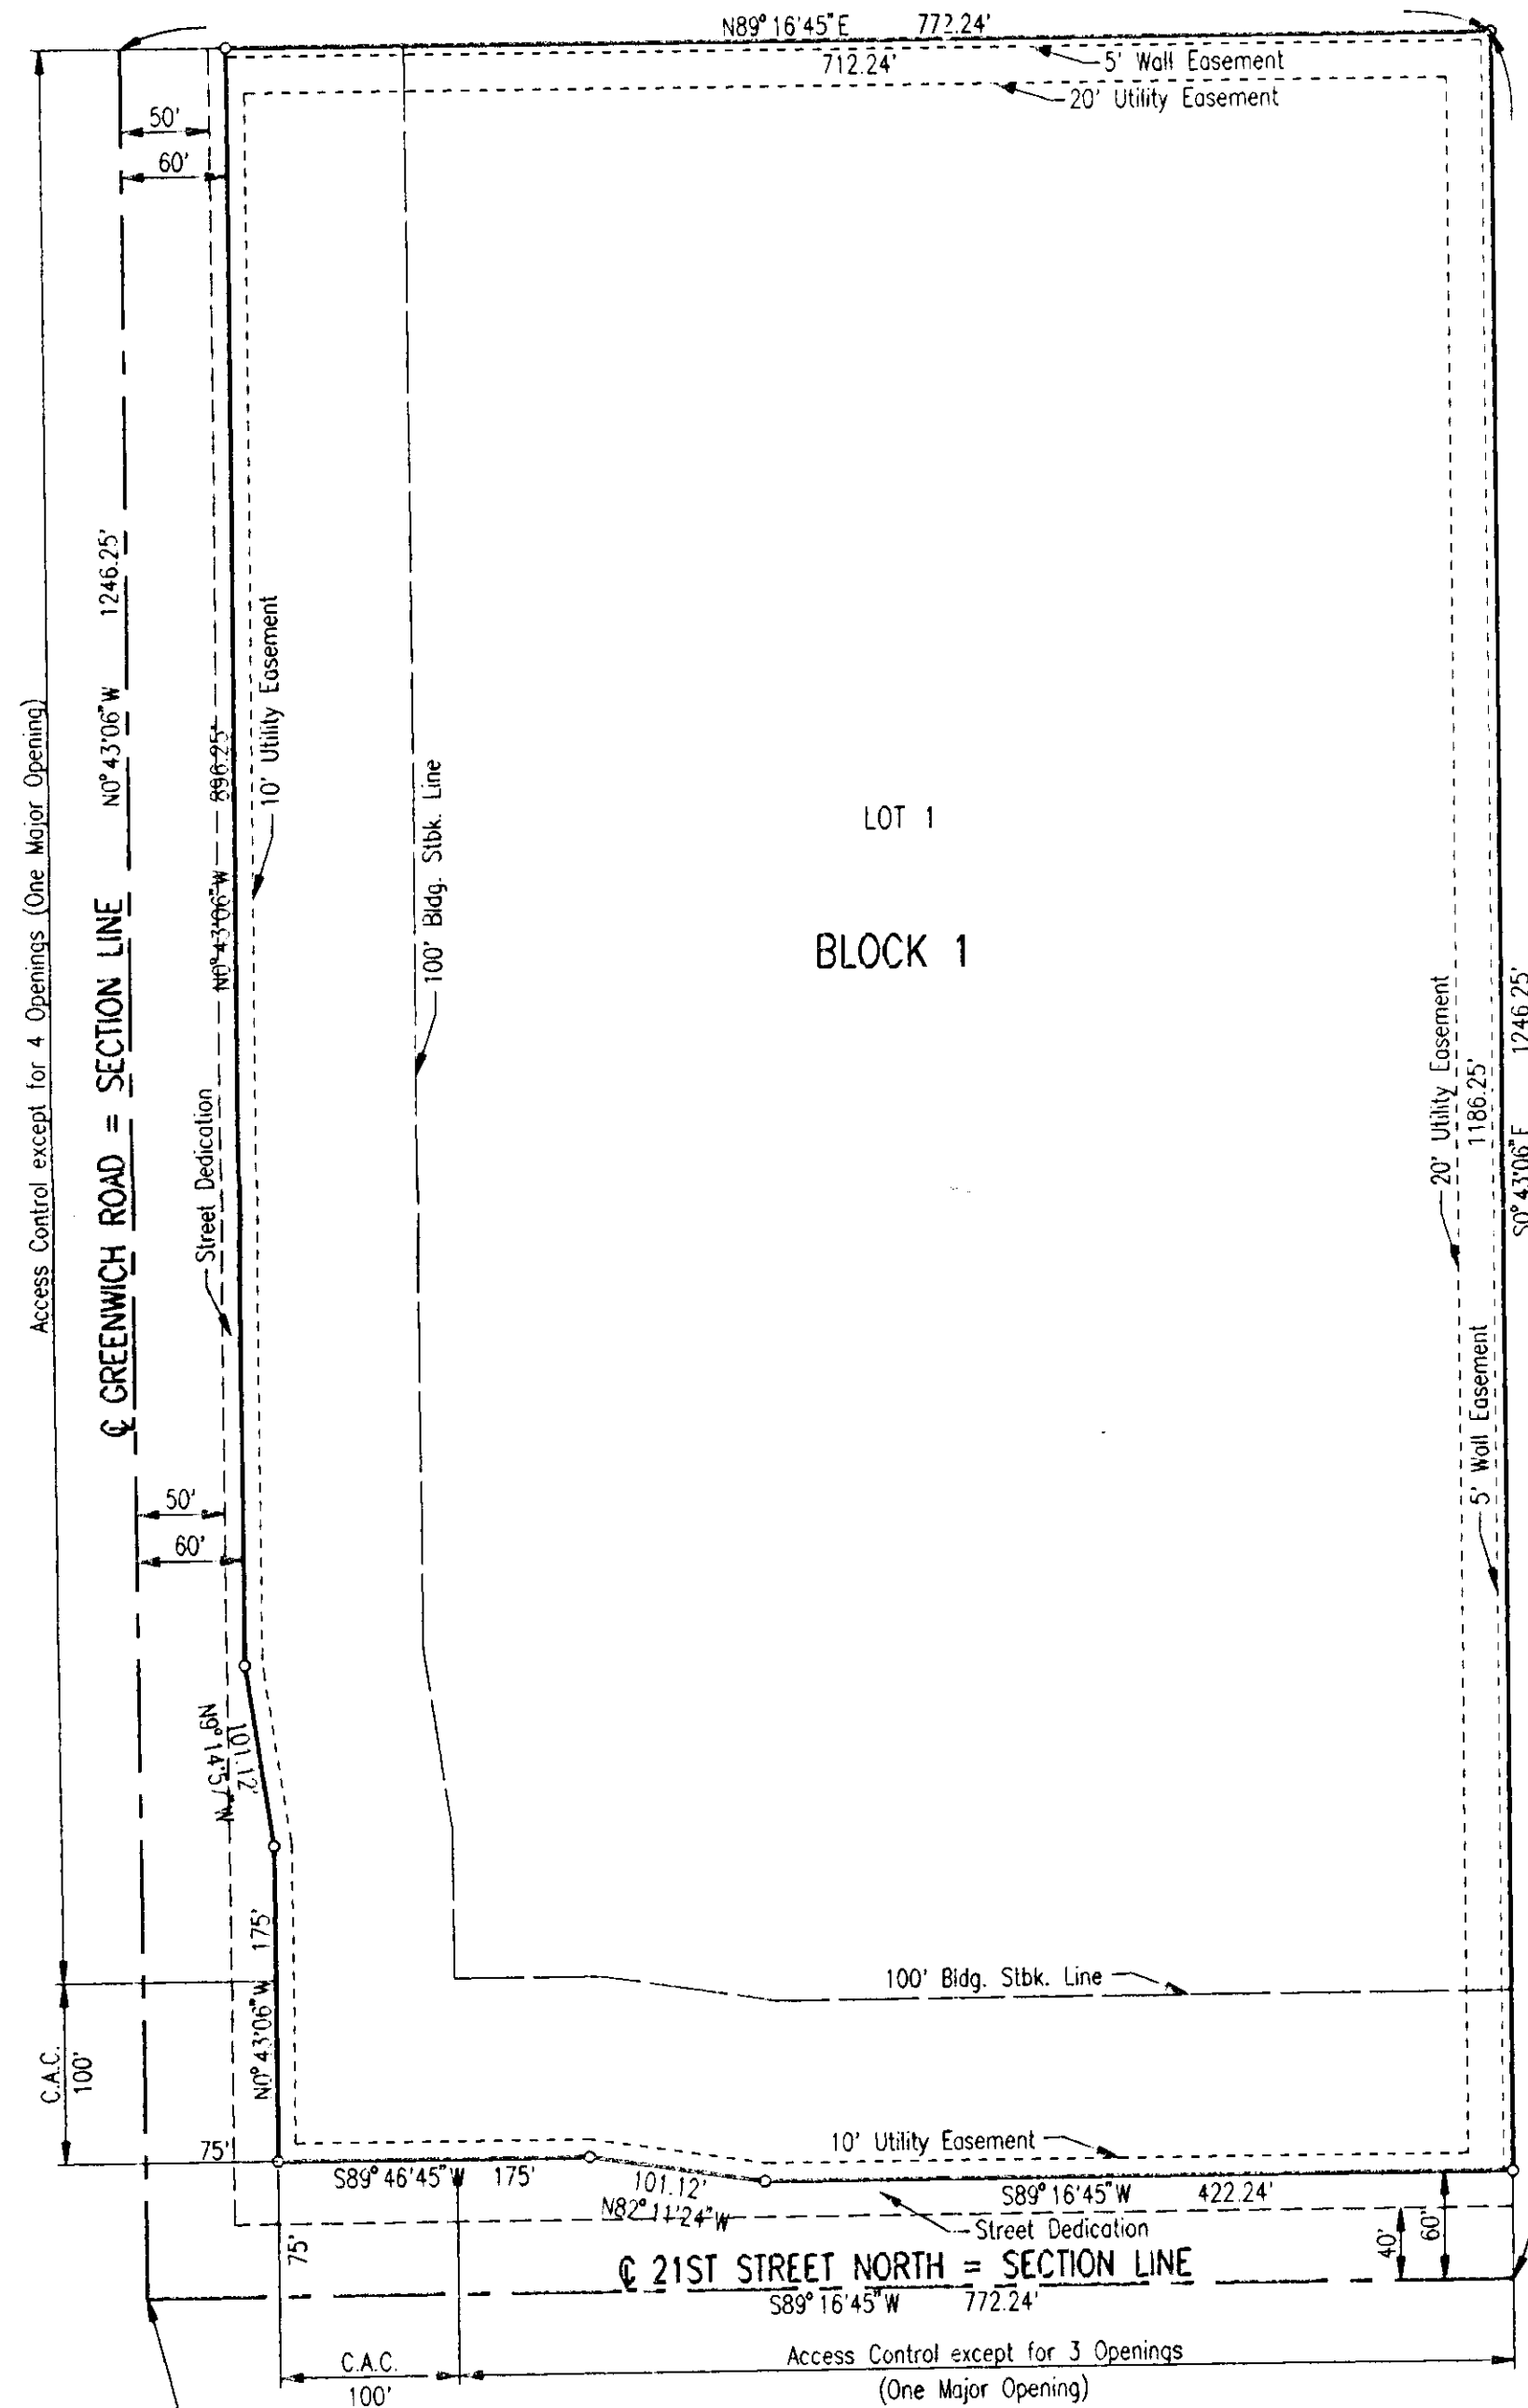 N89°16'45"E 772.24'
712.24'
5' Wall Easement
20' Utility Easement
50'
60'
Access Control except for 4 Openings (One Major Opening)
℄ GREENWICH ROAD = SECTION LINE
N0°43'06"W 1246.25'
N0°43'06"W 896.25'
10' Utility Easement
100' Bldg. Stbk. Line
Street Dedication
LOT 1
BLOCK 1
20' Utility Easement
1186.25'
S0°43'06"E 1246.25'
5' Wall Easement
50'
60'
N9°14'57"W
101.12'
N0°43'06"W 175'
100' Bldg. Stbk. Line
C.A.C.
100'
75'
10' Utility Easement
S89°46'45"W 175'
101.12'
N82°11'24"W
S89°16'45"W 422.24'
Street Dedication
75'
40'
60'
℄ 21ST STREET NORTH = SECTION LINE
S89°16'45"W 772.24'
C.A.C.
100'
Access Control except for 3 Openings
(One Major Opening)